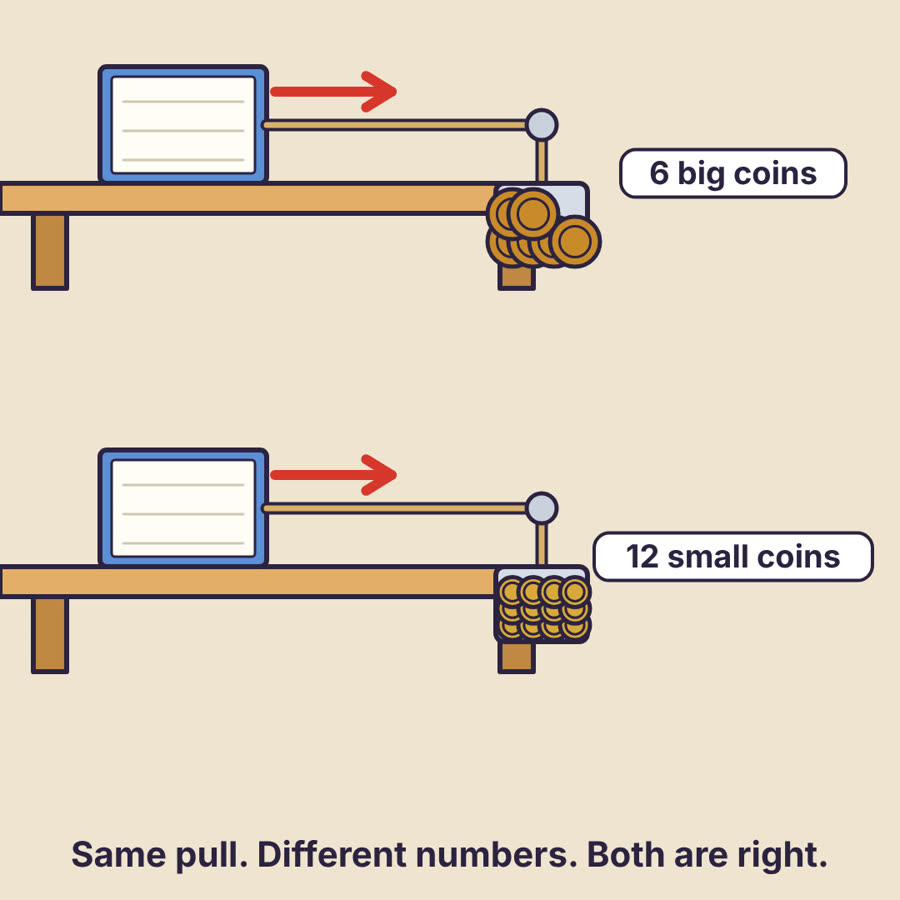 6 big coins
12 small coins
Same pull. Different numbers. Both are right.